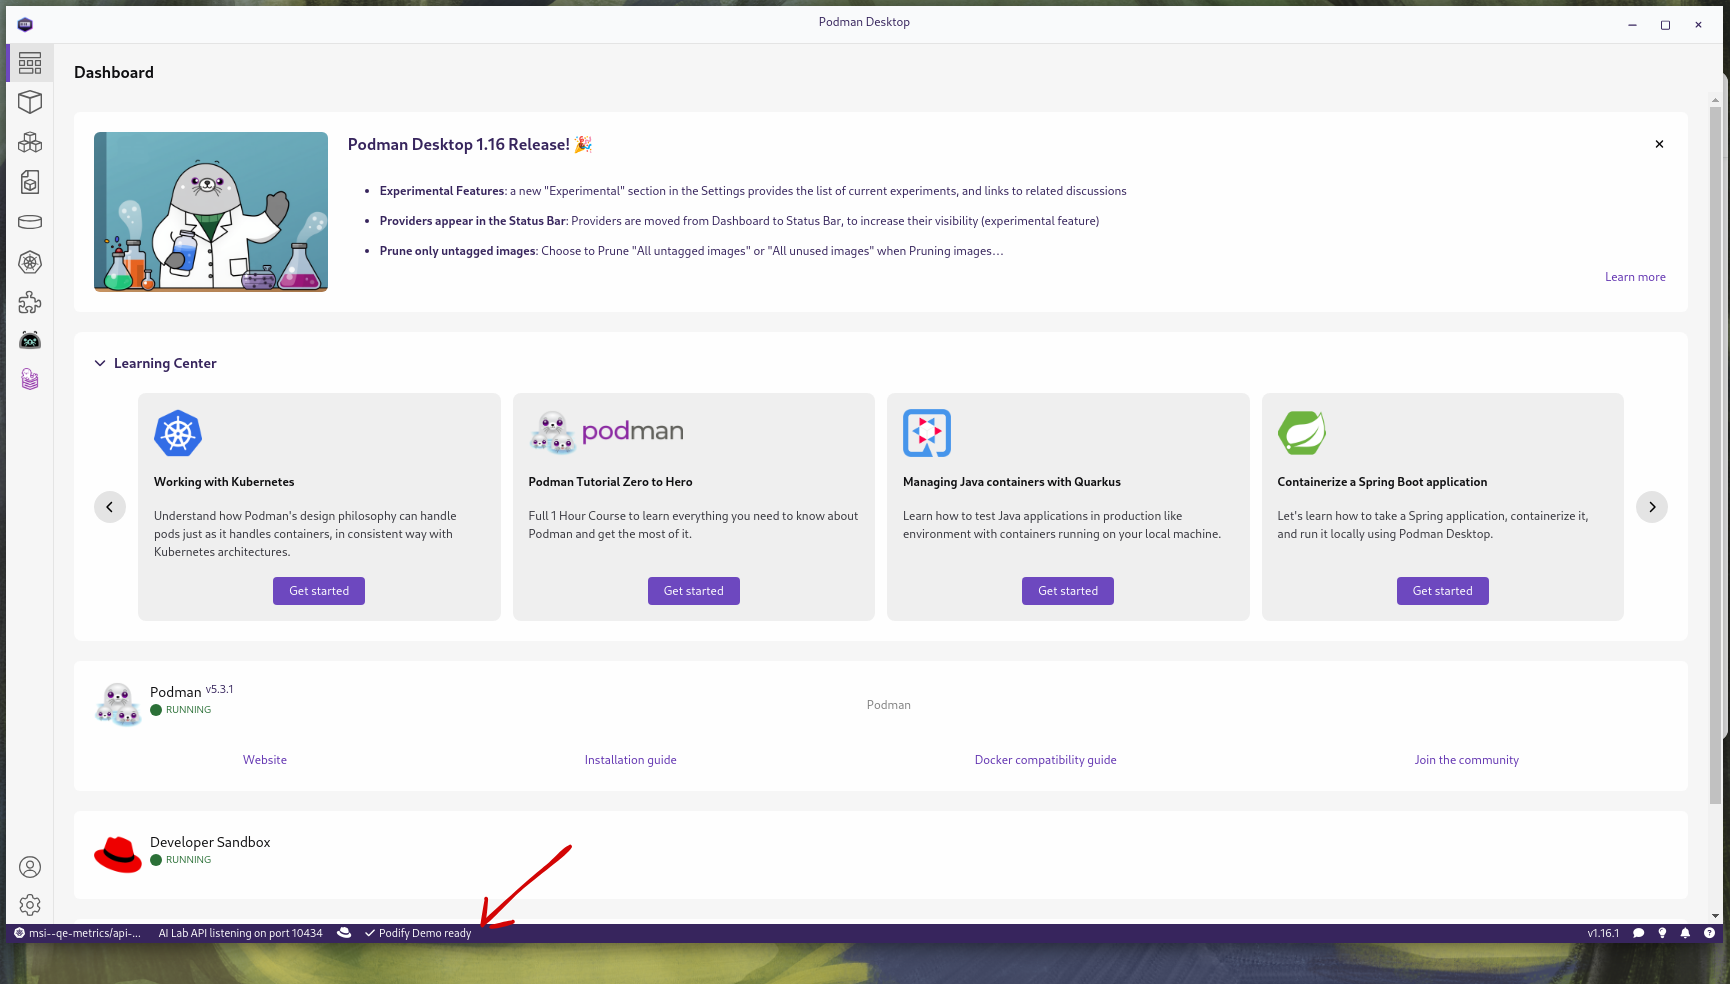 Podman Desktop
Dashboard
Podman Desktop 1.16 Release! 🎉
Experimental Features: a new "Experimental" section in the Settings provides the list of current experiments, and links to related discussions
Providers appear in the Status Bar: Providers are moved from Dashboard to Status Bar, to increase their visibility (experimental feature)
Prune only untagged images: Choose to Prune "All untagged images" or "All unused images" when Pruning images...
Learn more
Learning Center
Working with Kubernetes
Understand how Podman's design philosophy can handle
pods just as it handles containers, in consistent way with
Kubernetes architectures.
Get started
podman
Podman Tutorial Zero to Hero
Full 1 Hour Course to learn everything you need to know about
Podman and get the most of it.
Get started
Managing Java containers with Quarkus
Learn how to test Java applications in production like
environment with containers running on your local machine.
Get started
Containerize a Spring Boot application
Let's learn how to take a Spring application, containerize it,
and run it locally using Podman Desktop.
Get started
Podman v5.3.1
RUNNING
Podman
Website
Installation guide
Docker compatibility guide
Join the community
Developer Sandbox
RUNNING
msi--qe-metrics/api-... AI Lab API listening on port 10434 Podify Demo ready v1.16.1